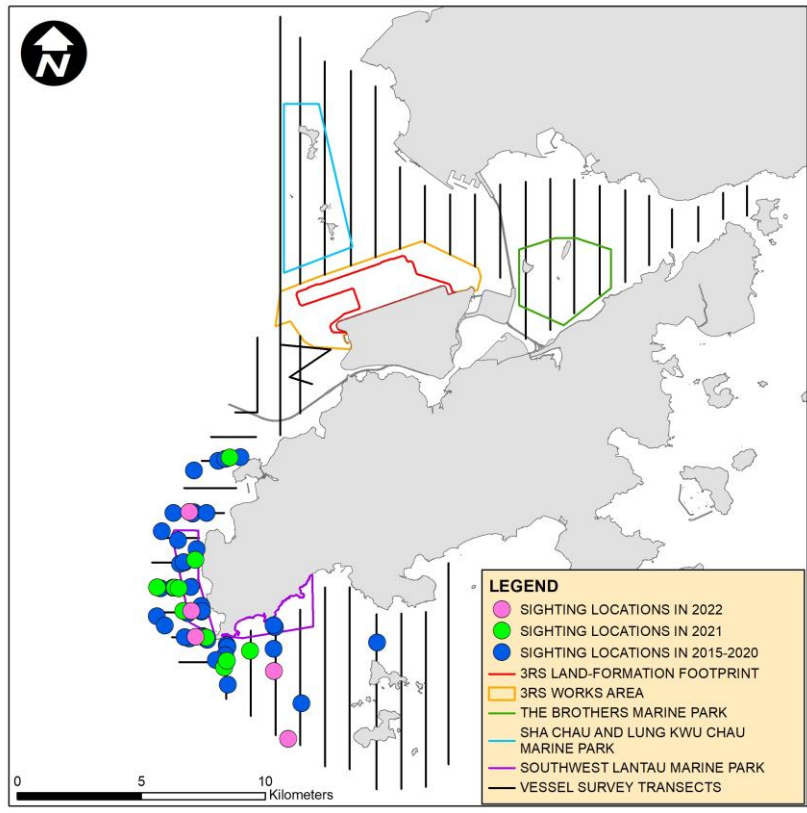 N
LEGEND
SIGHTING LOCATIONS IN 2022
SIGHTING LOCATIONS IN 2021
SIGHTING LOCATIONS IN 2015-2020
3RS LAND-FORMATION FOOTPRINT
3RS WORKS AREA
THE BROTHERS MARINE PARK
SHA CHAU AND LUNG KWU CHAU
MARINE PARK
SOUTHWEST LANTAU MARINE PARK
VESSEL SURVEY TRANSECTS
0 5 10
Kilometers